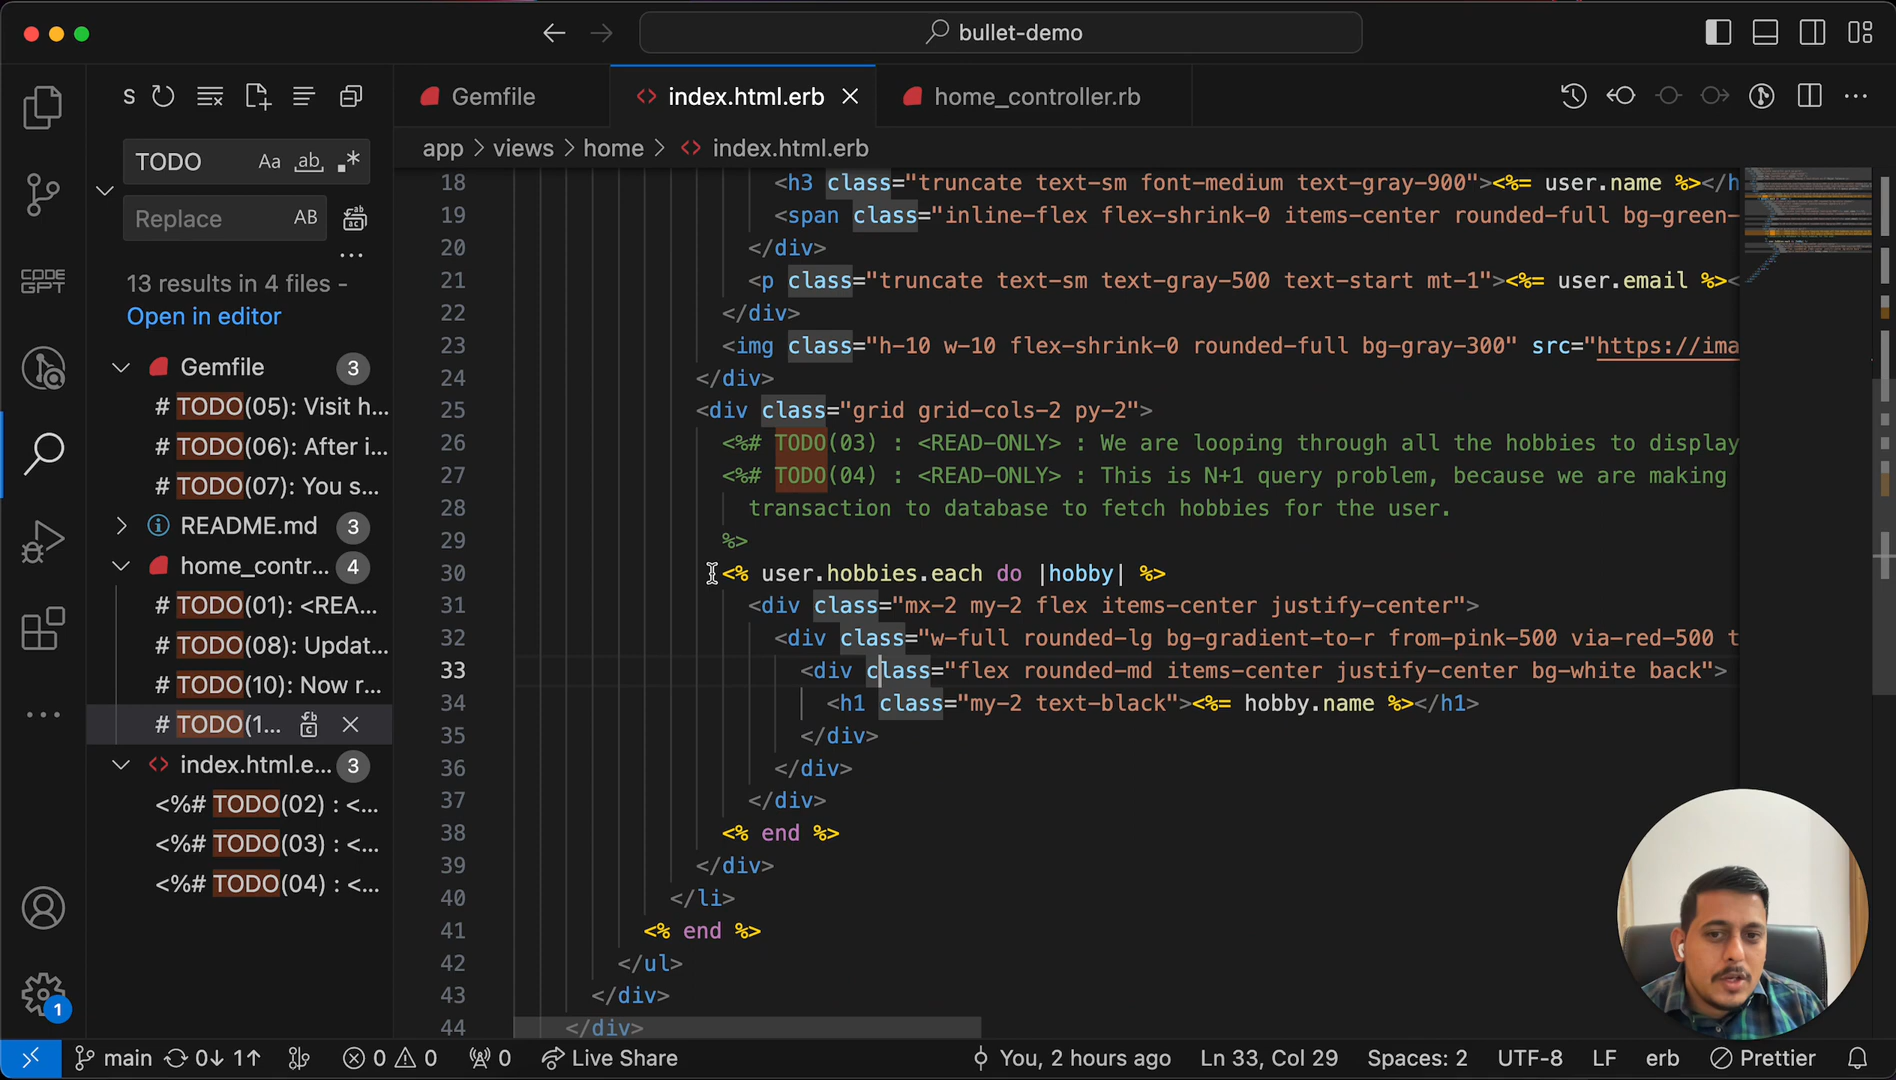 bullet-demo
S
Gemfile
index.html.erb
home_controller.rb
TODO
Aa
ab
Replace
AB
13 results in 4 files -
Open in editor
Gemfile 3
# TODO(05): Visit h...
# TODO(06): After i...
# TODO(07): You s...
README.md 3
home_contr... 4
# TODO(01): <REA...
# TODO(08): Updat...
# TODO(10): Now r...
# TODO(1...
index.html.e... 3
<%# TODO(02) : <...
<%# TODO(03) : <...
<%# TODO(04) : <...
CODE
GPT
1
app > views > home > index.html.erb
18 <h3 class="truncate text-sm font-medium text-gray-900"><%= user.name %></h
19 <span class="inline-flex flex-shrink-0 items-center rounded-full bg-green-
20 </div>
21 <p class="truncate text-sm text-gray-500 text-start mt-1"><%= user.email %><
22 </div>
23 <img class="h-10 w-10 flex-shrink-0 rounded-full bg-gray-300" src="https://ima
24 </div>
25 <div class="grid grid-cols-2 py-2">
26 <%# TODO(03) : <READ-ONLY> : We are looping through all the hobbies to display
27 <%# TODO(04) : <READ-ONLY> : This is N+1 query problem, because we are making
28 transaction to database to fetch hobbies for the user.
29 %>
30 <% user.hobbies.each do |hobby| %>
31 <div class="mx-2 my-2 flex items-center justify-center">
32 <div class="w-full rounded-lg bg-gradient-to-r from-pink-500 via-red-500 t
33 <div class="flex rounded-md items-center justify-center bg-white back">
34 <h1 class="my-2 text-black"><%= hobby.name %></h1>
35 </div>
36 </div>
37 </div>
38 <% end %>
39 </div>
40 </li>
41 <% end %>
42 </ul>
43 </div>
44 </div>
main 0↓ 1↑ 0 0 0 Live Share You, 2 hours ago Ln 33, Col 29 Spaces: 2 UTF-8 LF erb Prettier